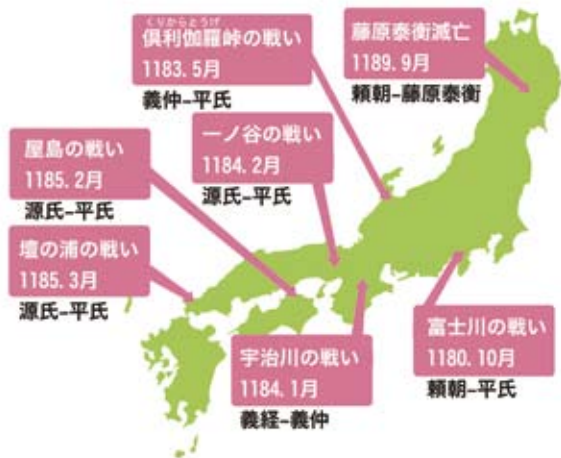 くりからとうげ
倶利伽羅峠の戦い
1183. 5月
義仲−平氏
藤原泰衡滅亡
1189. 9月
頼朝−藤原泰衡
屋島の戦い
1185. 2月
源氏−平氏
一ノ谷の戦い
1184. 2月
源氏−平氏
壇の浦の戦い
1185. 3月
源氏−平氏
宇治川の戦い
1184. 1月
義経−義仲
富士川の戦い
1180. 10月
頼朝−平氏